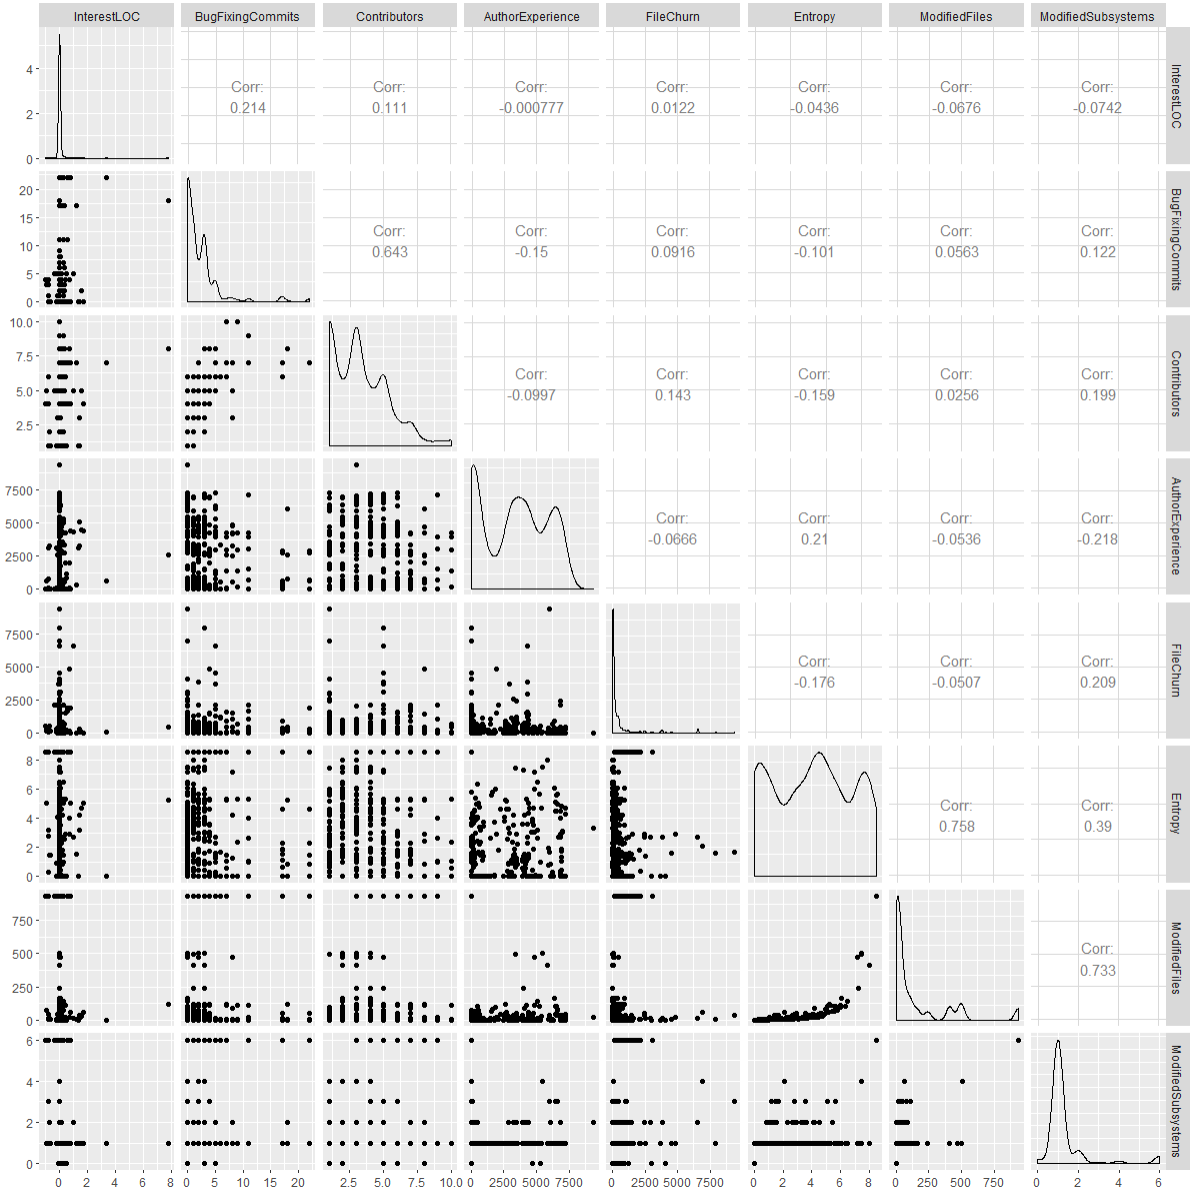 InterestLOC BugFixingCommits Contributors AuthorExperience FileChurn Entropy ModifiedFiles ModifiedSubsystems
4
2
0
Corr:
0.214
Corr:
0.111
Corr:
-0.000777
Corr:
0.0122
Corr:
-0.0436
Corr:
-0.0676
Corr:
-0.0742
InterestLOC
20
15
10
5
0
Corr:
0.643
Corr:
-0.15
Corr:
0.0916
Corr:
-0.101
Corr:
0.0563
Corr:
0.122
BugFixingCommits
10.0
7.5
5.0
2.5
Corr:
-0.0997
Corr:
0.143
Corr:
-0.159
Corr:
0.0256
Corr:
0.199
Contributors
7500
5000
2500
0
Corr:
-0.0666
Corr:
0.21
Corr:
-0.0536
Corr:
-0.218
AuthorExperience
7500
5000
2500
0
Corr:
-0.176
Corr:
-0.0507
Corr:
0.209
FileChurn
8
6
4
2
0
Corr:
0.758
Corr:
0.39
Entropy
750
500
250
0
Corr:
0.733
ModifiedFiles
6
4
2
0
ModifiedSubsystems
0 2 4 6 8 0 5 10 15 20 2.5 5.0 7.5 10.0 0 2500 5000 7500 0 2500 5000 7500 0 2 4 6 8 0 250 500 750 0 2 4 6